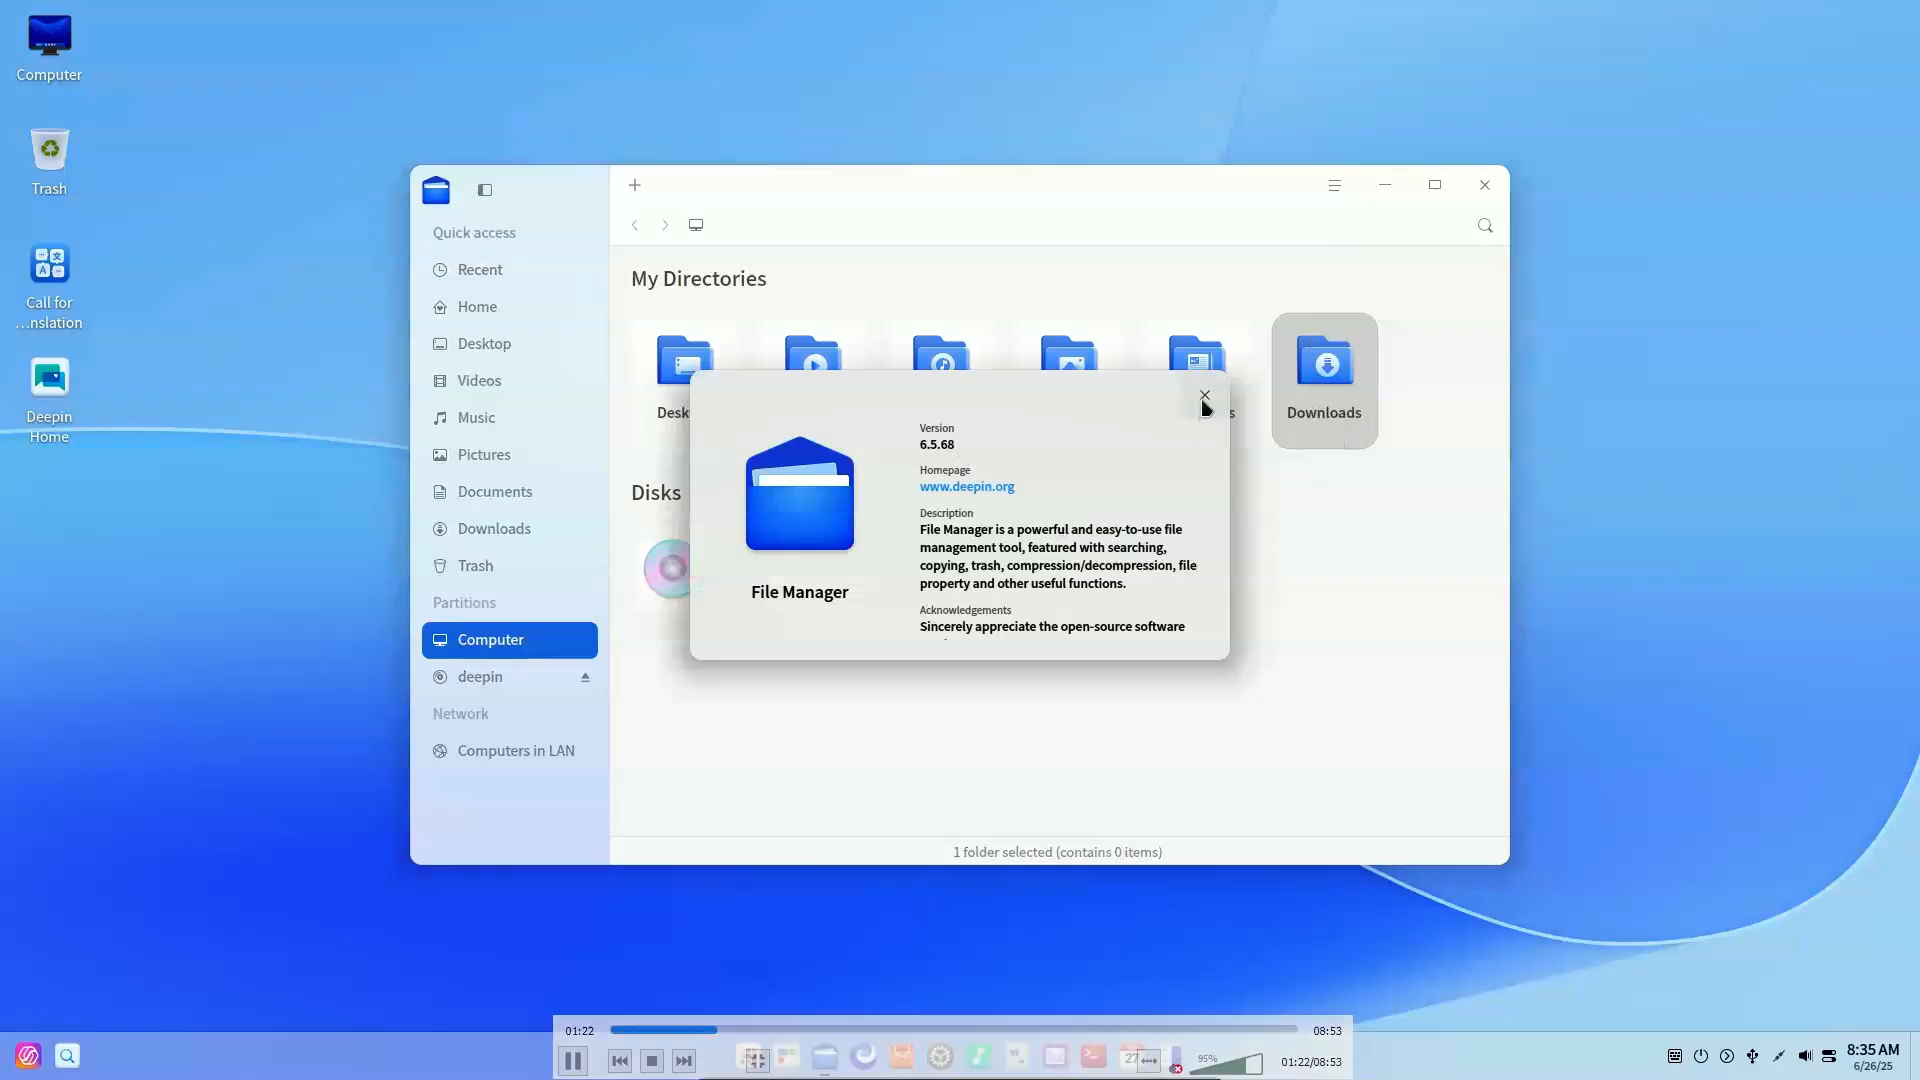 Computer
Trash
Call for
...nslation
Deepin
Home
Quick access
Recent
Home
Desktop
Videos
Music
Pictures
Documents
Downloads
Trash
Partitions
Computer
deepin
Network
Computers in LAN
My Directories
Desk
s
Downloads
Disks
File Manager
Version
6.5.68
Homepage
www.deepin.org
Description
File Manager is a powerful and easy-to-use file
management tool, featured with searching,
copying, trash, compression/decompression, file
property and other useful functions.
Acknowledgements
Sincerely appreciate the open-source software
1 folder selected (contains 0 items)
01:22
08:53
27
95%
01:22/08:53
8:35 AM
6/26/25